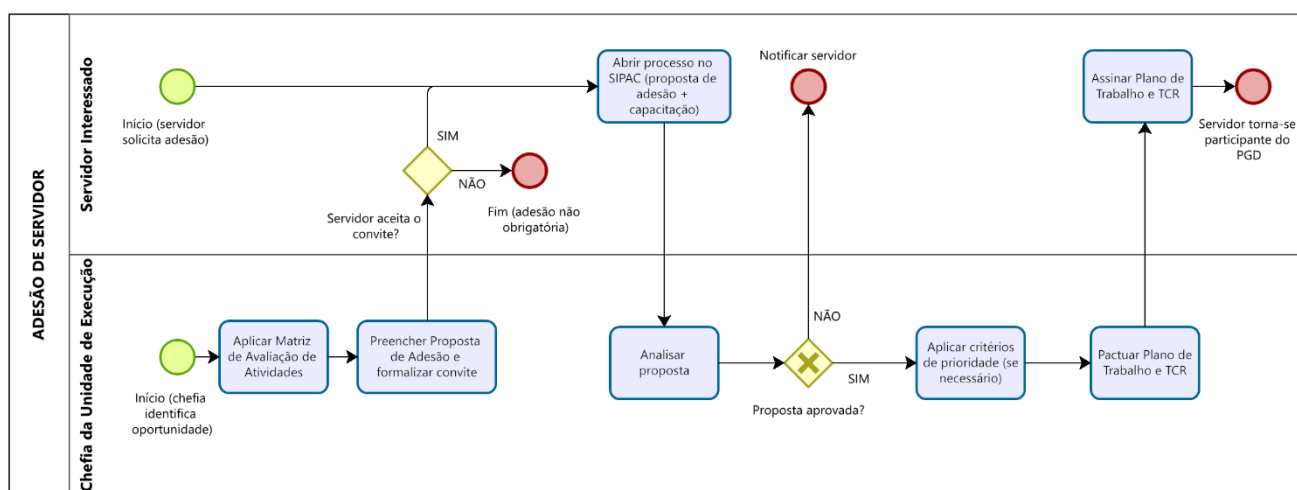 ADESÃO DE SERVIDOR
Servidor Interessado
Início (servidor
solicita adesão)
SIM
NÃO
Servidor aceita o
convite?
Fim (adesão não
obrigatória)
Abrir processo no
SIPAC (proposta de
adesão +
capacitação)
Notificar servidor
Assinar Plano de
Trabalho e TCR
Servidor torna-se
participante do
PGD
Chefia da Unidade de Execução
Início (chefia
identifica
oportunidade)
Aplicar Matriz
de Avaliação de
Atividades
Preencher Proposta
de Adesão e
formalizar convite
Analisar
proposta
NÃO
SIM
Proposta aprovada?
Aplicar critérios
de prioridade (se
necessário)
Pactuar Plano de
Trabalho e TCR